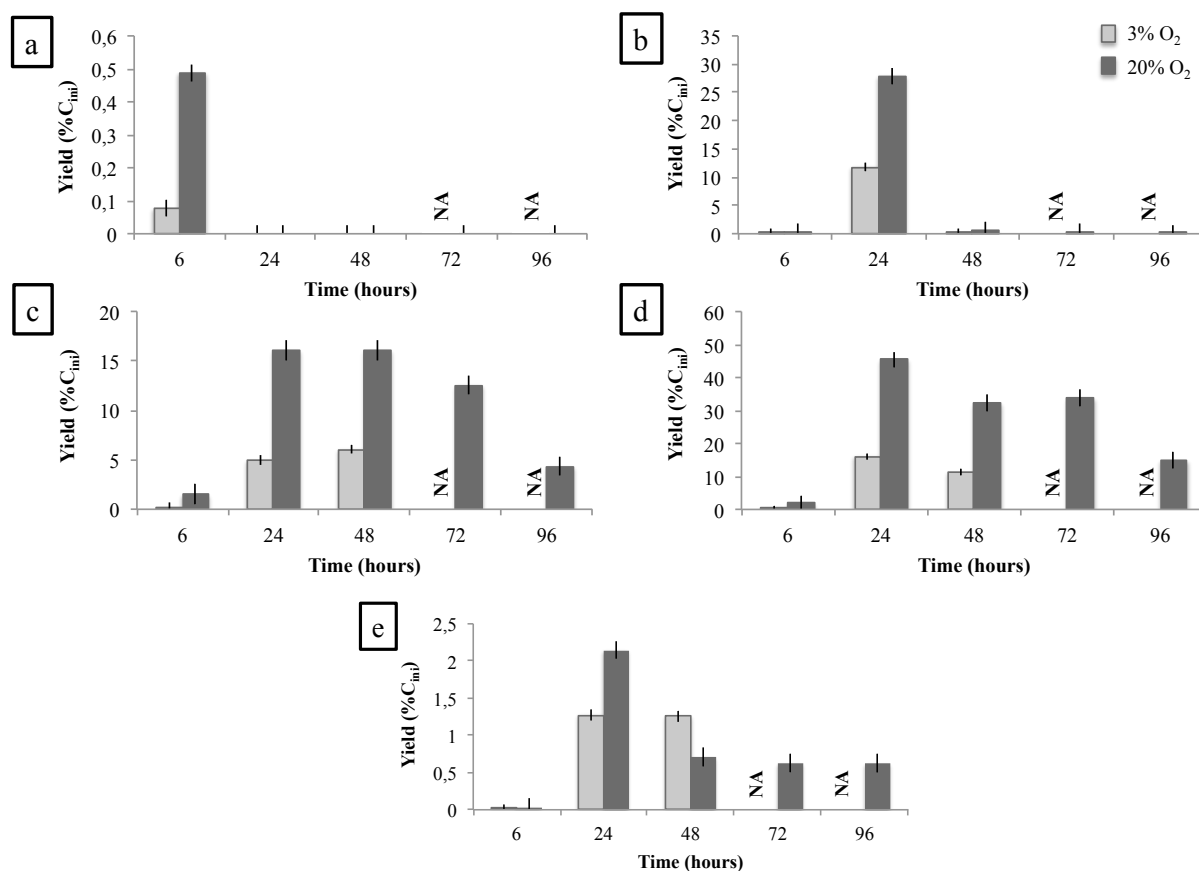 a
Yield (%Cini)
0,6
0,5
0,4
0,3
0,2
0,1
0
NA
NA
6 24 48 72 96
Time (hours)
b
Yield (%Cini)
35
30
25
20
15
10
5
0
NA
NA
6 24 48 72 96
Time (hours)
3% O2
20% O2
c
Yield (%Cini)
20
15
10
5
0
NA
NA
6 24 48 72 96
Time (hours)
d
Yield (%Cini)
60
50
40
30
20
10
0
NA
NA
6 24 48 72 96
Time (hours)
e
Yield (%Cini)
2,5
2
1,5
1
0,5
0
NA
NA
6 24 48 72 96
Time (hours)